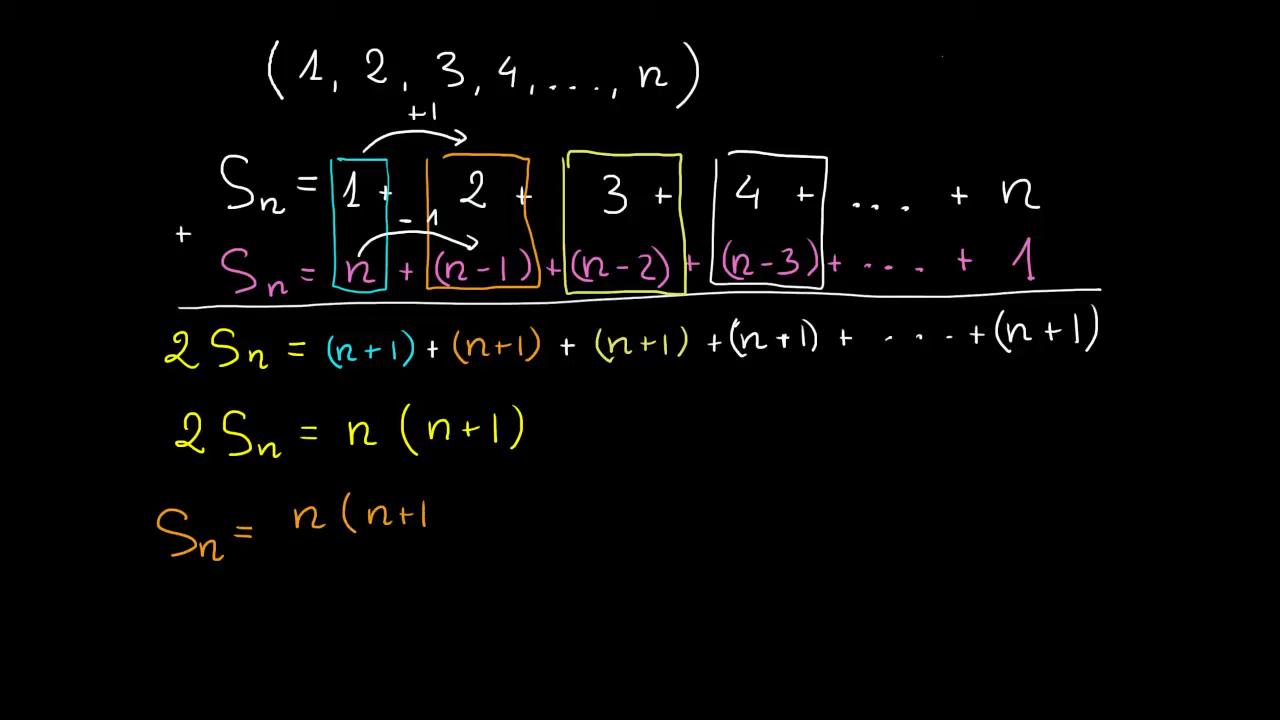 (1, 2, 3, 4, ..., n)
+1
Sn = 1 + 2 + 3 + 4 + .... + n
+ -1
Sn = n + (n-1) + (n-2) + (n-3) + .... + 1
2Sn = (n+1) + (n+1) + (n+1) + (n+1) + .... + (n+1)
2Sn = n (n+1)
Sn = n (n+1